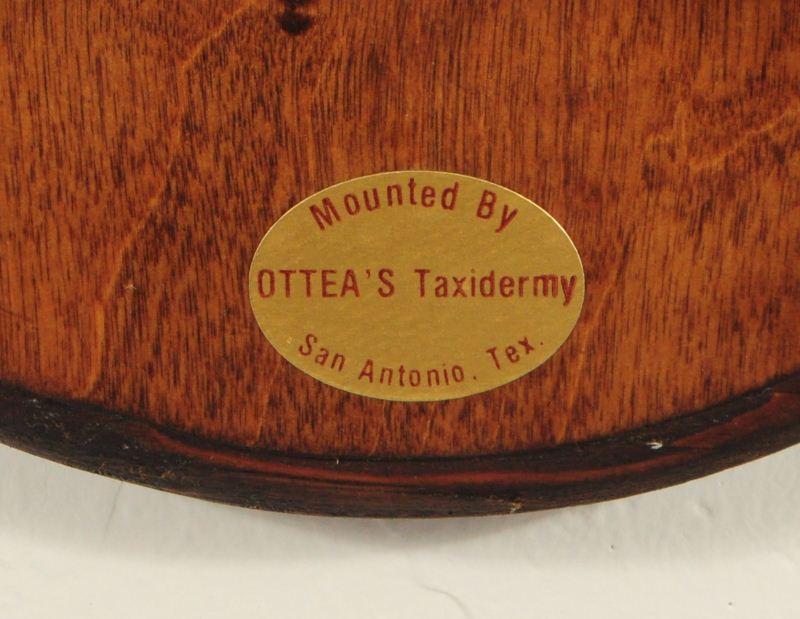 Mounted By
OTTEA'S Taxidermy
San Antonio. Tex.